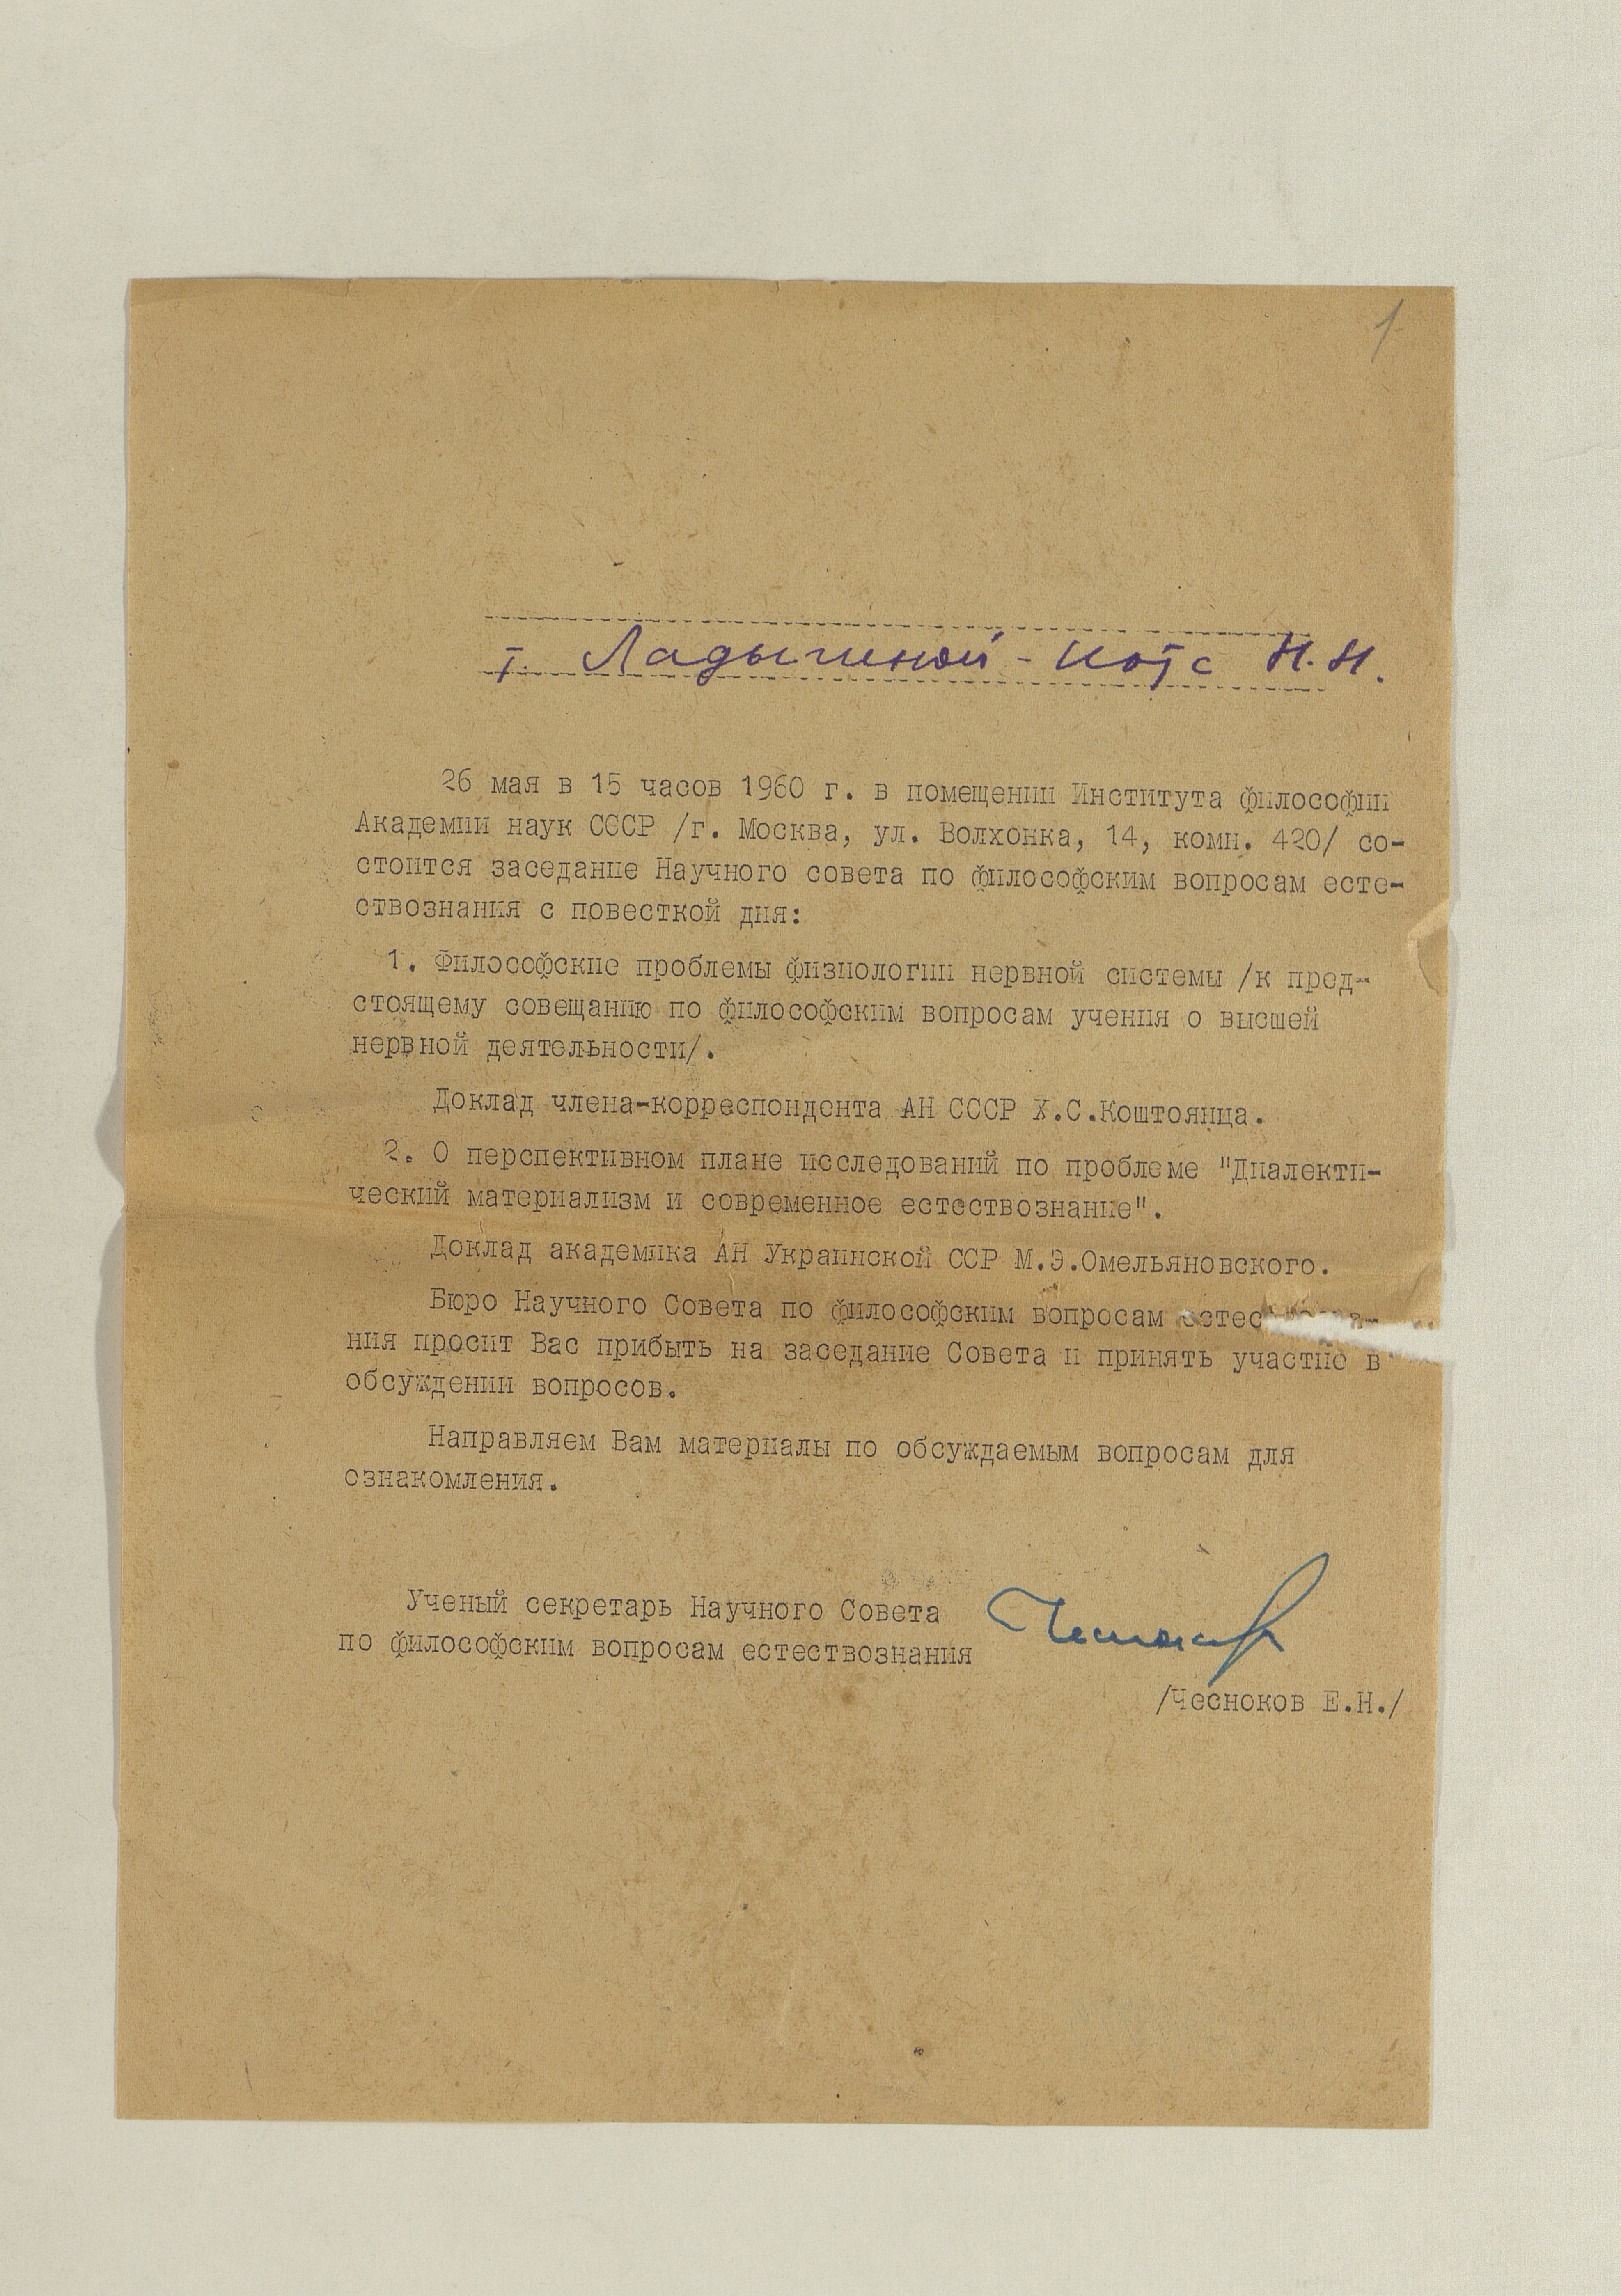 1
т. Ладыгиной-Котс Н.Н.
26 мая в 15 часов 1960 г. в помещении Института философии
Академии наук СССР /г. Москва, ул. Волхонка, 14, комн. 420/ со-
стоится заседание Научного совета по философским вопросам есте-
ствознания с повесткой дня:
1. Философские проблемы физиологии нервной системы /к пред-
стоящему совещанию по философским вопросам учения о высшей
нервной деятельности/.
Доклад члена-корреспондента АН СССР Х.С.Коштоянца.
2. О перспективном плане исследований по проблеме "Диалекти-
ческий материализм и современное естествознание".
Доклад академика АН Украинской ССР М.Э.Омельяновского.
Бюро Научного Совета по философским вопросам
ния просит Вас прибыть на заседание Совета и принять участие в
обсуждении вопросов.
Направляем Вам материалы по обсуждаемым вопросам для
ознакомления.
Ученый секретарь Научного Совета
по философским вопросам естествознания
/Чесноков Е.Н./